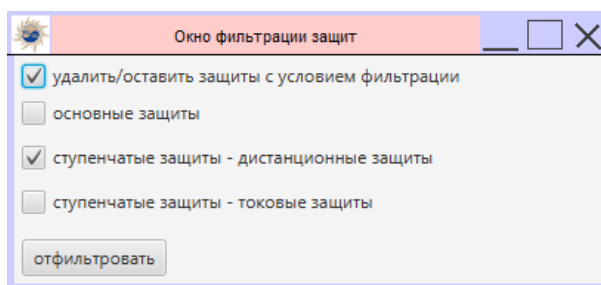 Окно фильтрации защит
удалить/оставить защиты с условием фильтрации
основные защиты
ступенчатые защиты - дистанционные защиты
ступенчатые защиты - токовые защиты
отфильтровать